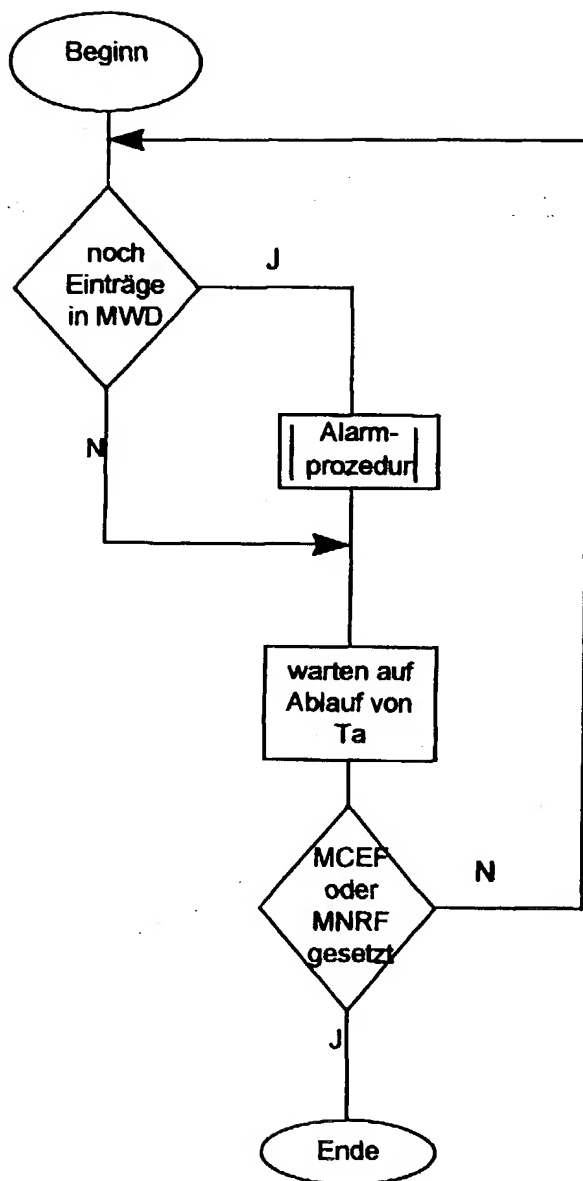 Beginn
noch
Einträge
in MWD
J
N
Alarm-
prozedur
warten auf
Ablauf von
Ta
MCEF
oder
MNRF
gesetzt
N
J
Ende